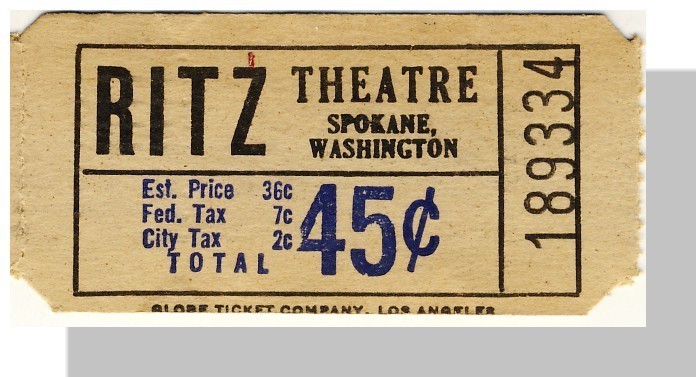 RITZ THEATRE
SPOKANE,
WASHINGTON
Est. Price 36c
Fed. Tax 7c
City Tax 2c
TOTAL
45¢
189334
GLOBE TICKET COMPANY, LOS ANGELES